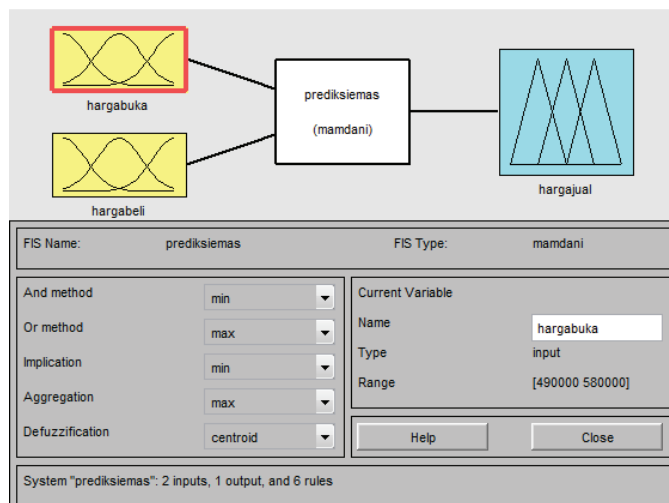 hargabuka
prediksiemas
(mamdani)
hargabeli
hargajual
FIS Name: prediksiemas FIS Type: mamdani
And method min
Or method max
Implication min
Aggregation max
Defuzzification centroid
Current Variable
Name hargabuka
Type input
Range [490000 580000]
Help Close
System "prediksiemas": 2 inputs, 1 output, and 6 rules